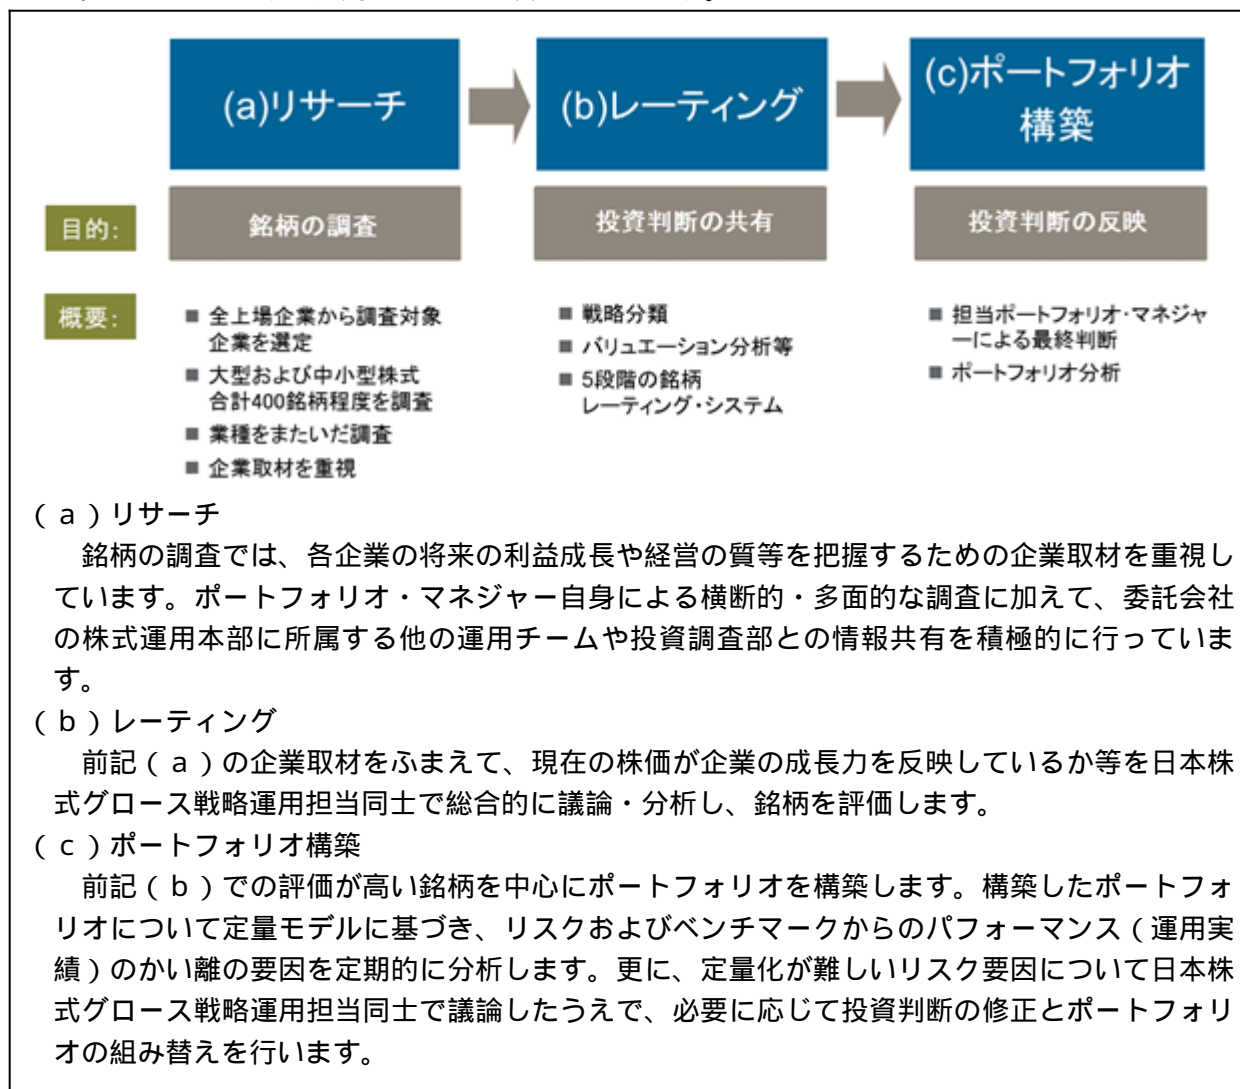 (a)リサーチ
(b)レーティング
(c)ポートフォリオ
構築
目的:
銘柄の調査
投資判断の共有
投資判断の反映
概要:
■ 全上場企業から調査対象
企業を選定
■ 大型および中小型株式
合計400銘柄程度を調査
■ 業種をまたいだ調査
■ 企業取材を重視
■ 戦略分類
■ バリュエーション分析等
■ 5段階の銘柄
レーティング・システム
■ 担当ポートフォリオ・マネジャ
ーによる最終判断
■ ポートフォリオ分析
(a)リサーチ
銘柄の調査では、各企業の将来の利益成長や経営の質等を把握するための企業取材を重視し
ています。ポートフォリオ・マネジャー自身による横断的・多面的な調査に加えて、委託会社
の株式運用本部に所属する他の運用チームや投資調査部との情報共有を積極的に行っていま
す。
(b)レーティング
前記(a)の企業取材をふまえて、現在の株価が企業の成長力を反映しているか等を日本株
式グロース戦略運用担当同士で総合的に議論・分析し、銘柄を評価します。
(c)ポートフォリオ構築
前記(b)での評価が高い銘柄を中心にポートフォリオを構築します。構築したポートフォ
リオについて定量モデルに基づき、リスクおよびベンチマークからのパフォーマンス(運用実
績)のかい離の要因を定期的に分析します。更に、定量化が難しいリスク要因について日本株
式グロース戦略運用担当同士で議論したうえで、必要に応じて投資判断の修正とポートフォリ
オの組み替えを行います。